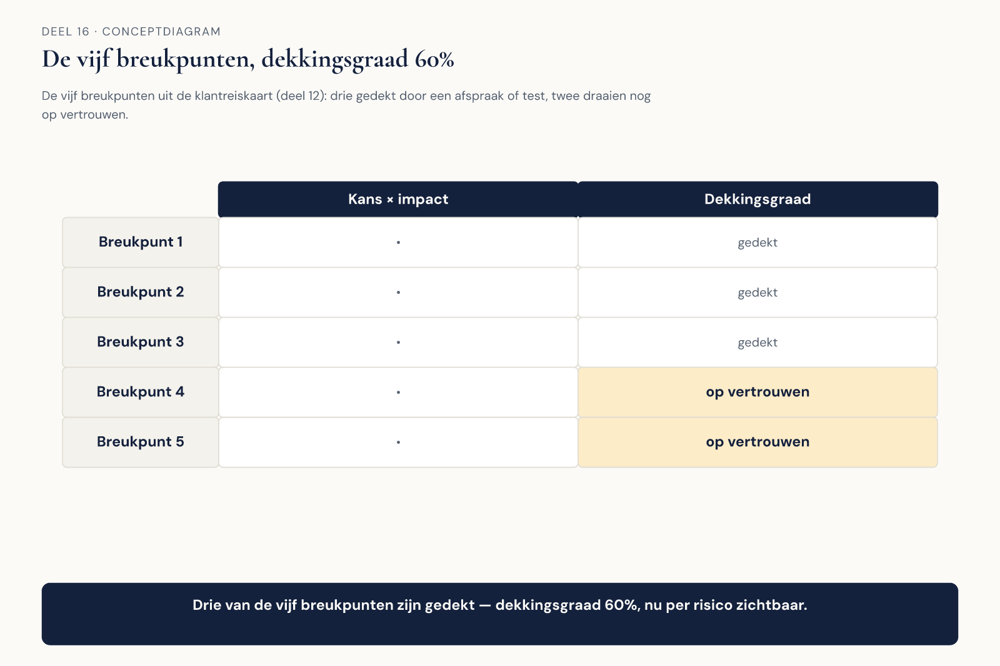 DEEL 16 · CONCEPTDIAGRAM
De vijf breukpunten, dekkingsgraad 60%
De vijf breukpunten uit de klantreiskaart (deel 12): drie gedekt door een afspraak of test, twee draaien nog
op vertrouwen.
Kans × impact Dekkingsgraad
Breukpunt 1 • gedekt
Breukpunt 2 • gedekt
Breukpunt 3 • gedekt
Breukpunt 4 • op vertrouwen
Breukpunt 5 • op vertrouwen
Drie van de vijf breukpunten zijn gedekt — dekkingsgraad 60%, nu per risico zichtbaar.